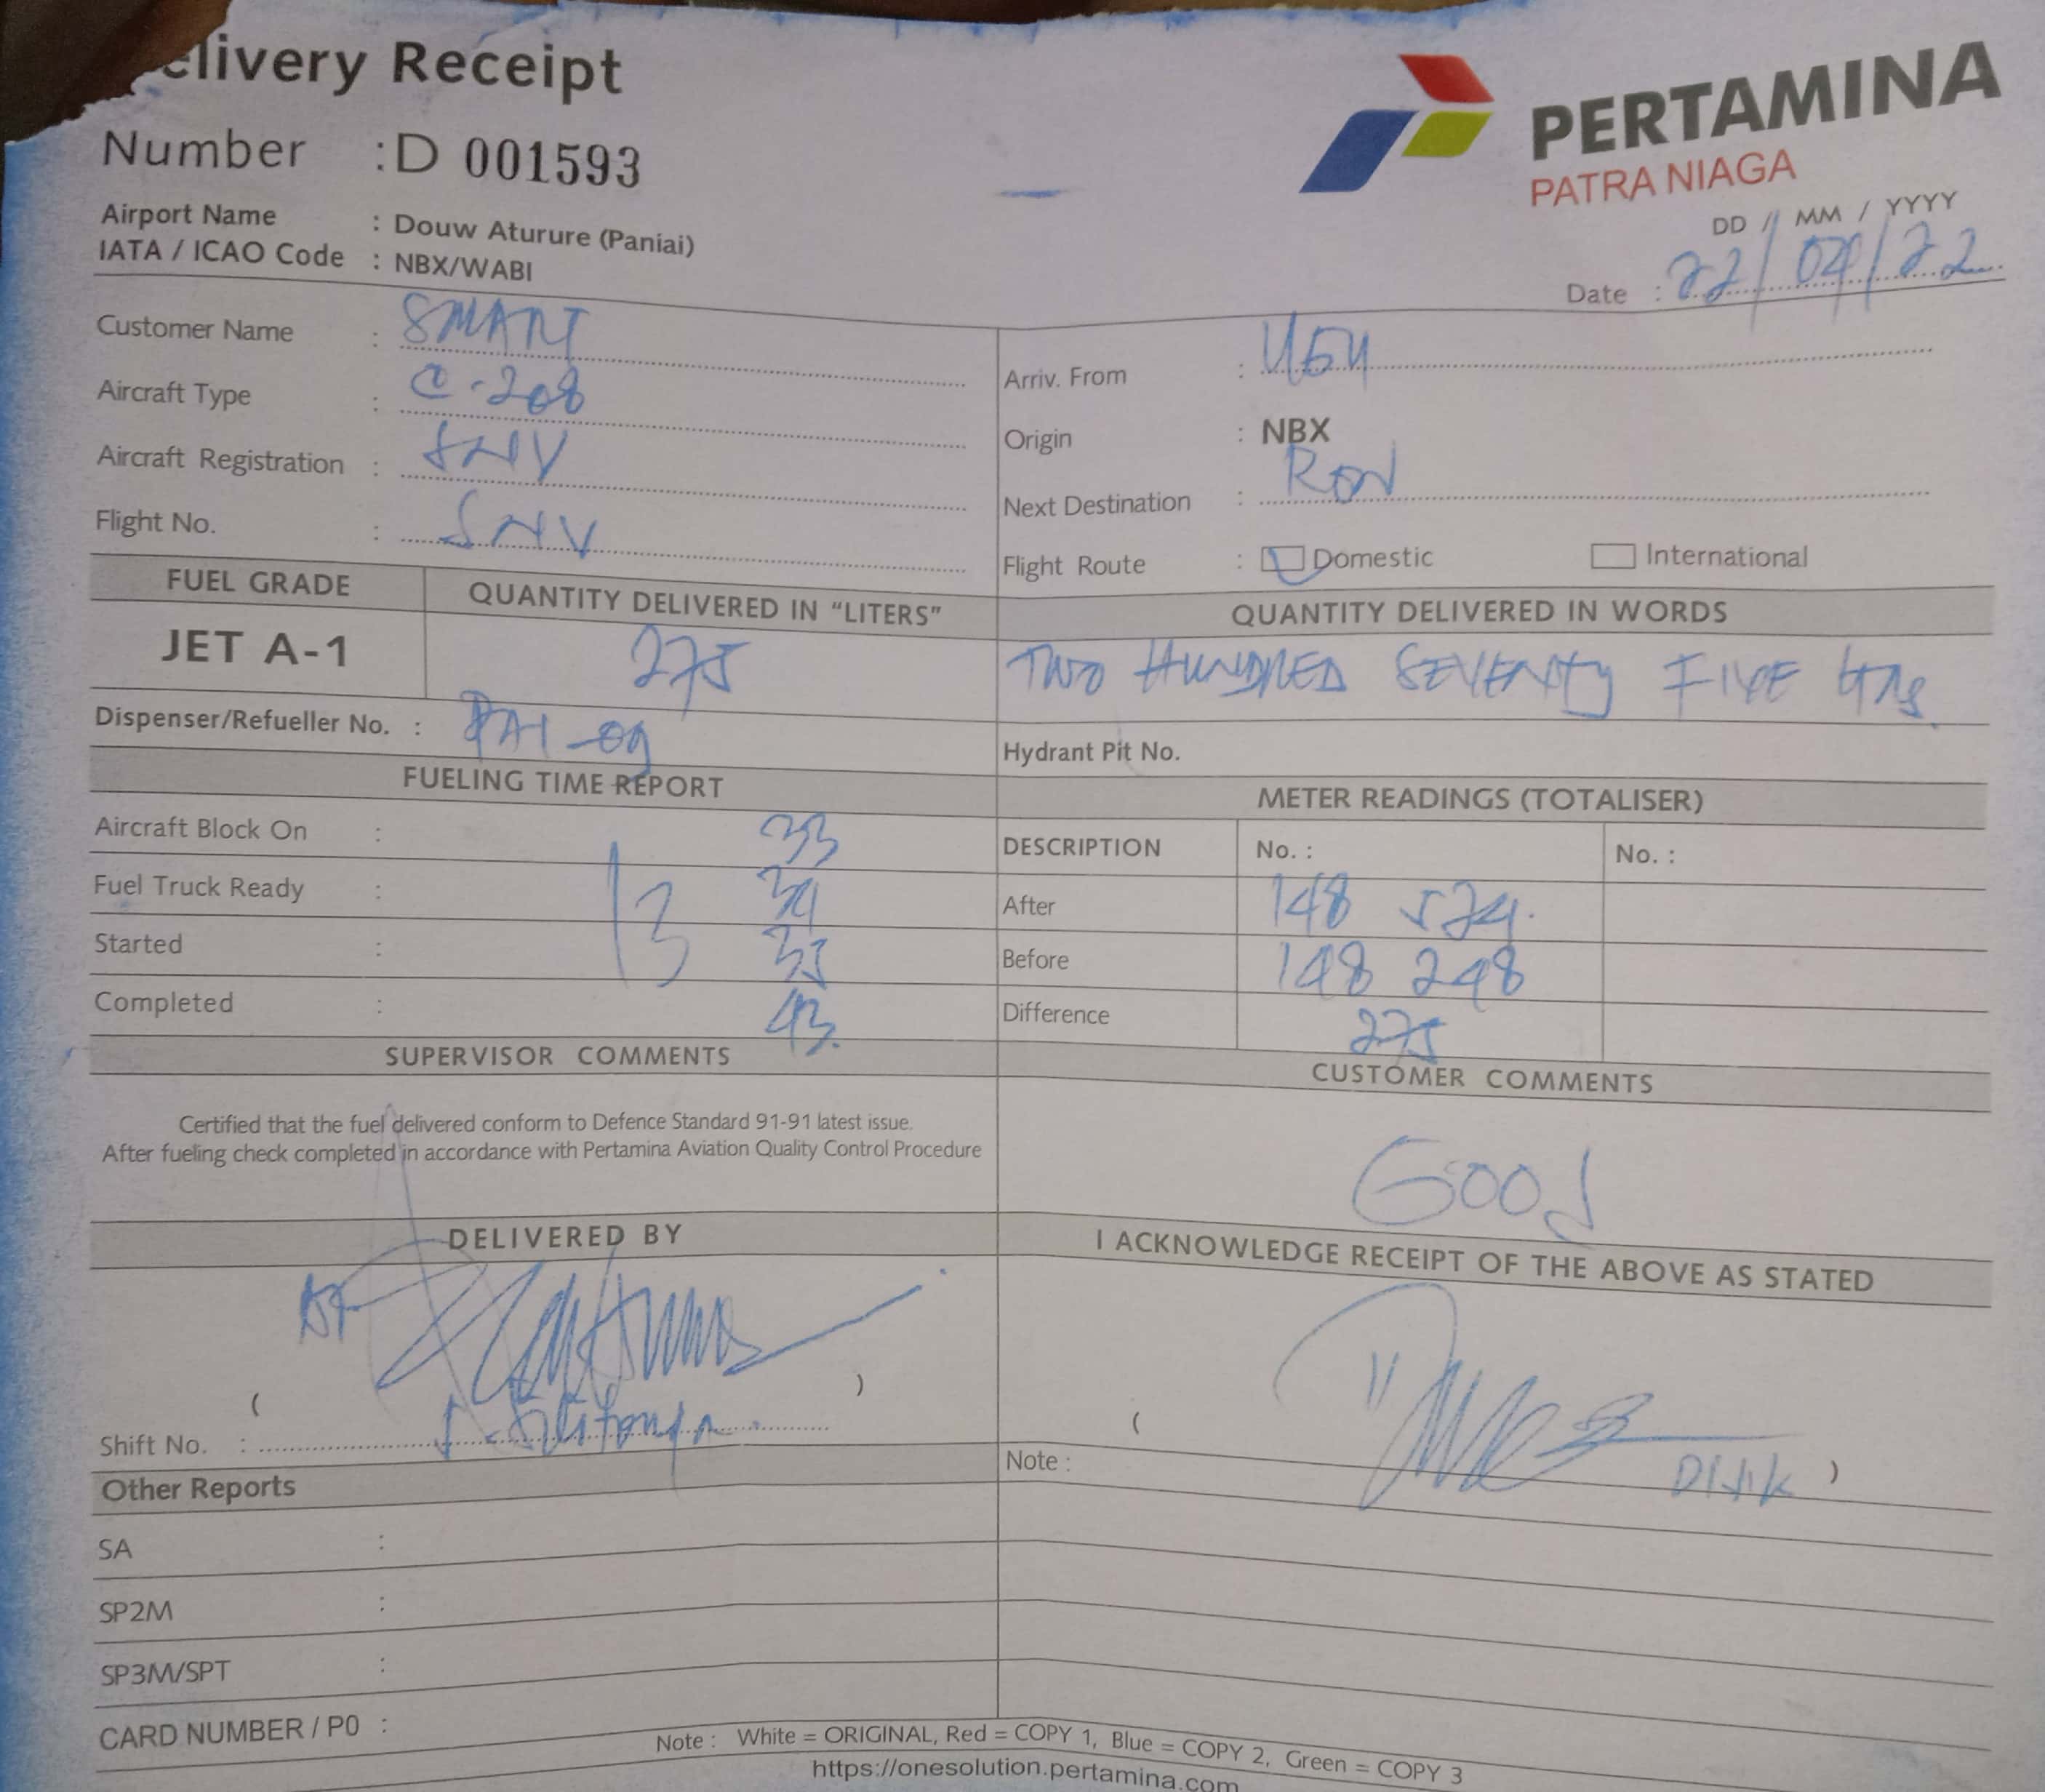 elivery Receipt
PERTAMINA
PATRA NIAGA
Number : D 001593
Airport Name : Douw Aturure (Paniai)
IATA / ICAO Code : NBX/WABI
DD / MM / YYYY
Date : 22/04/22
Customer Name : SMART
Aircraft Type : C-208
Aircraft Registration : SNV
Flight No. : SNV
Arriv. From :
Origin : NBX
Next Destination : RON
Flight Route : Domestic International
FUEL GRADE QUANTITY DELIVERED IN "LITERS" QUANTITY DELIVERED IN WORDS
JET A-1 275 TWO HUNDRED SEVENTY FIVE LTRS
Dispenser/Refueller No. : PAI-09
Hydrant Pit No.
FUELING TIME REPORT
METER READINGS (TOTALISER)
Aircraft Block On : 33
Fuel Truck Ready : 13 34
Started : 35
Completed : 43
DESCRIPTION No. : No. :
After 148
Before 148 248
Difference 275
SUPERVISOR COMMENTS
CUSTOMER COMMENTS
Certified that the fuel delivered conform to Defence Standard 91-91 latest issue.
After fueling check completed in accordance with Pertamina Aviation Quality Control Procedure
GOOD
DELIVERED BY
I ACKNOWLEDGE RECEIPT OF THE ABOVE AS STATED
( )
Shift No. :
( )
Note :
Other Reports
SA :
SP2M :
SP3M/SPT :
CARD NUMBER / P0 :
Note : White = ORIGINAL, Red = COPY 1, Blue = COPY 2, Green = COPY 3
https://onesolution.pertamina.com